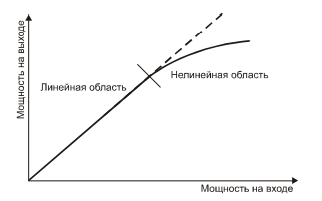 Мощность на выходе
Линейная область
Нелинейная область
Мощность на входе